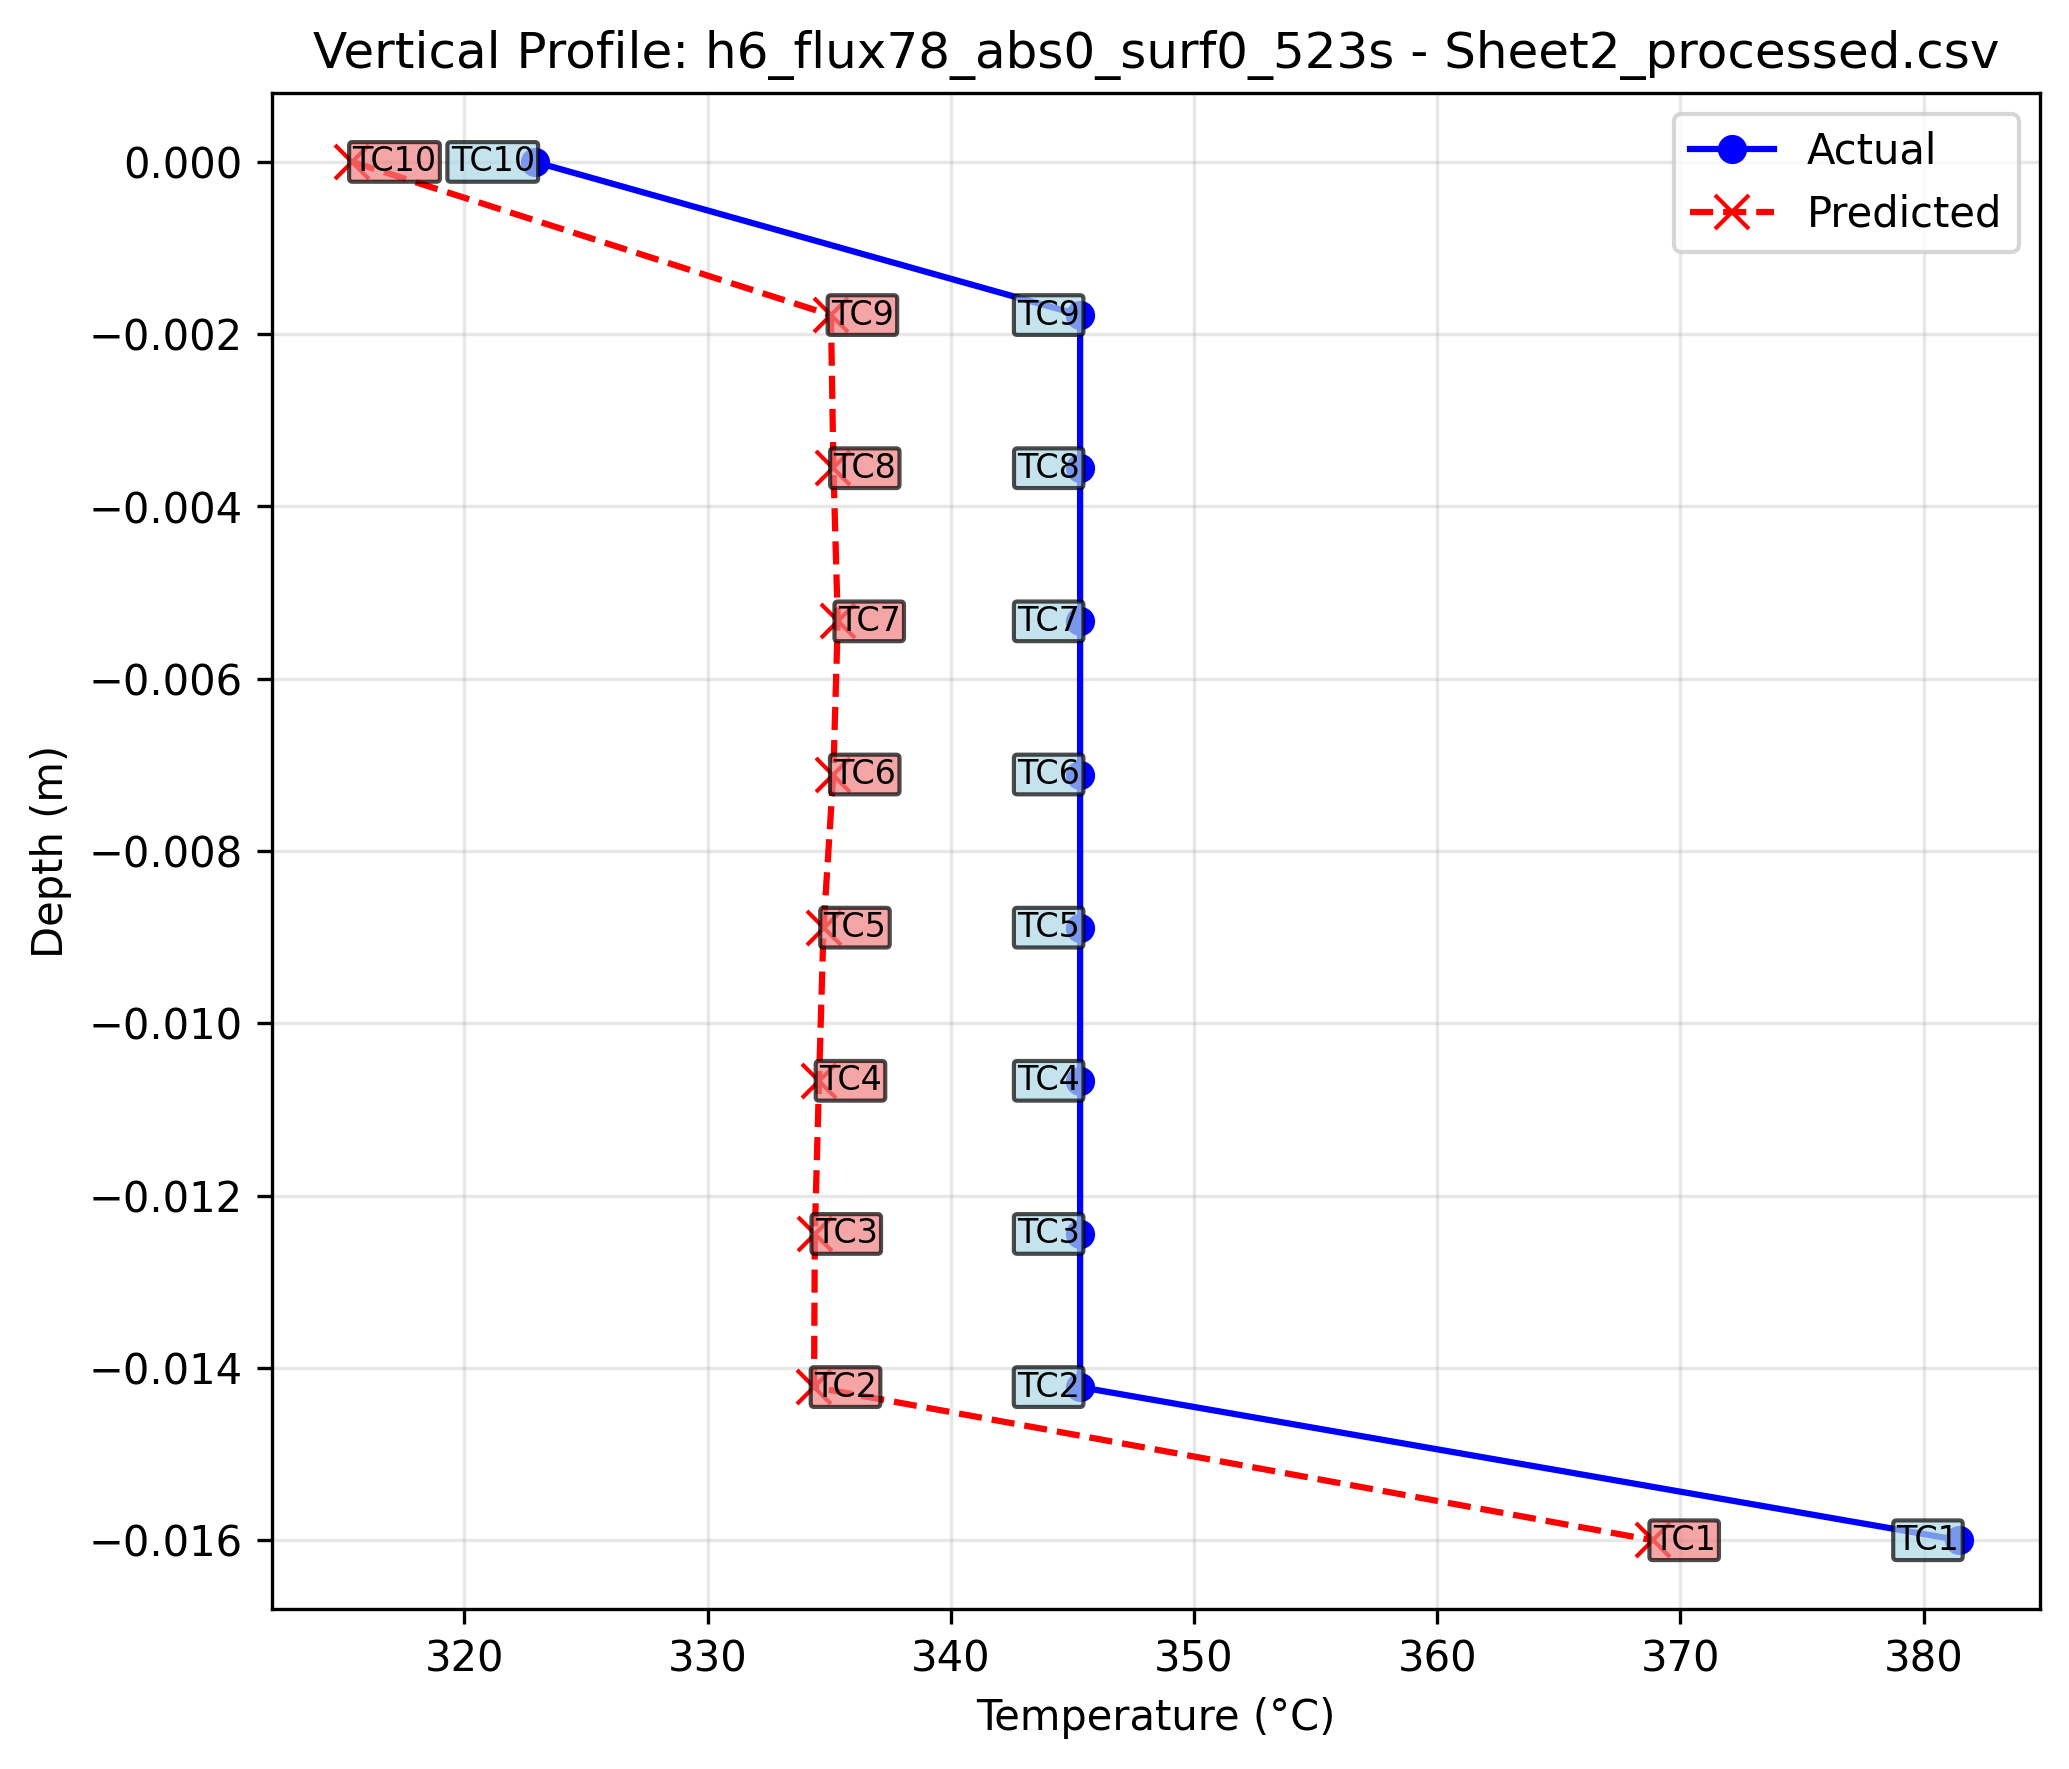 Vertical Profile: h6_flux78_abs0_surf0_523s - Sheet2_processed.csv
Actual
Predicted
0.000
−0.002
−0.004
−0.006
−0.008
−0.010
−0.012
−0.014
−0.016
Depth (m)
TC10 TC10
TC9 TC9
TC8 TC8
TC7 TC7
TC6 TC6
TC5 TC5
TC4 TC4
TC3 TC3
TC2 TC2
TC1 TC1
320 330 340 350 360 370 380
Temperature (°C)